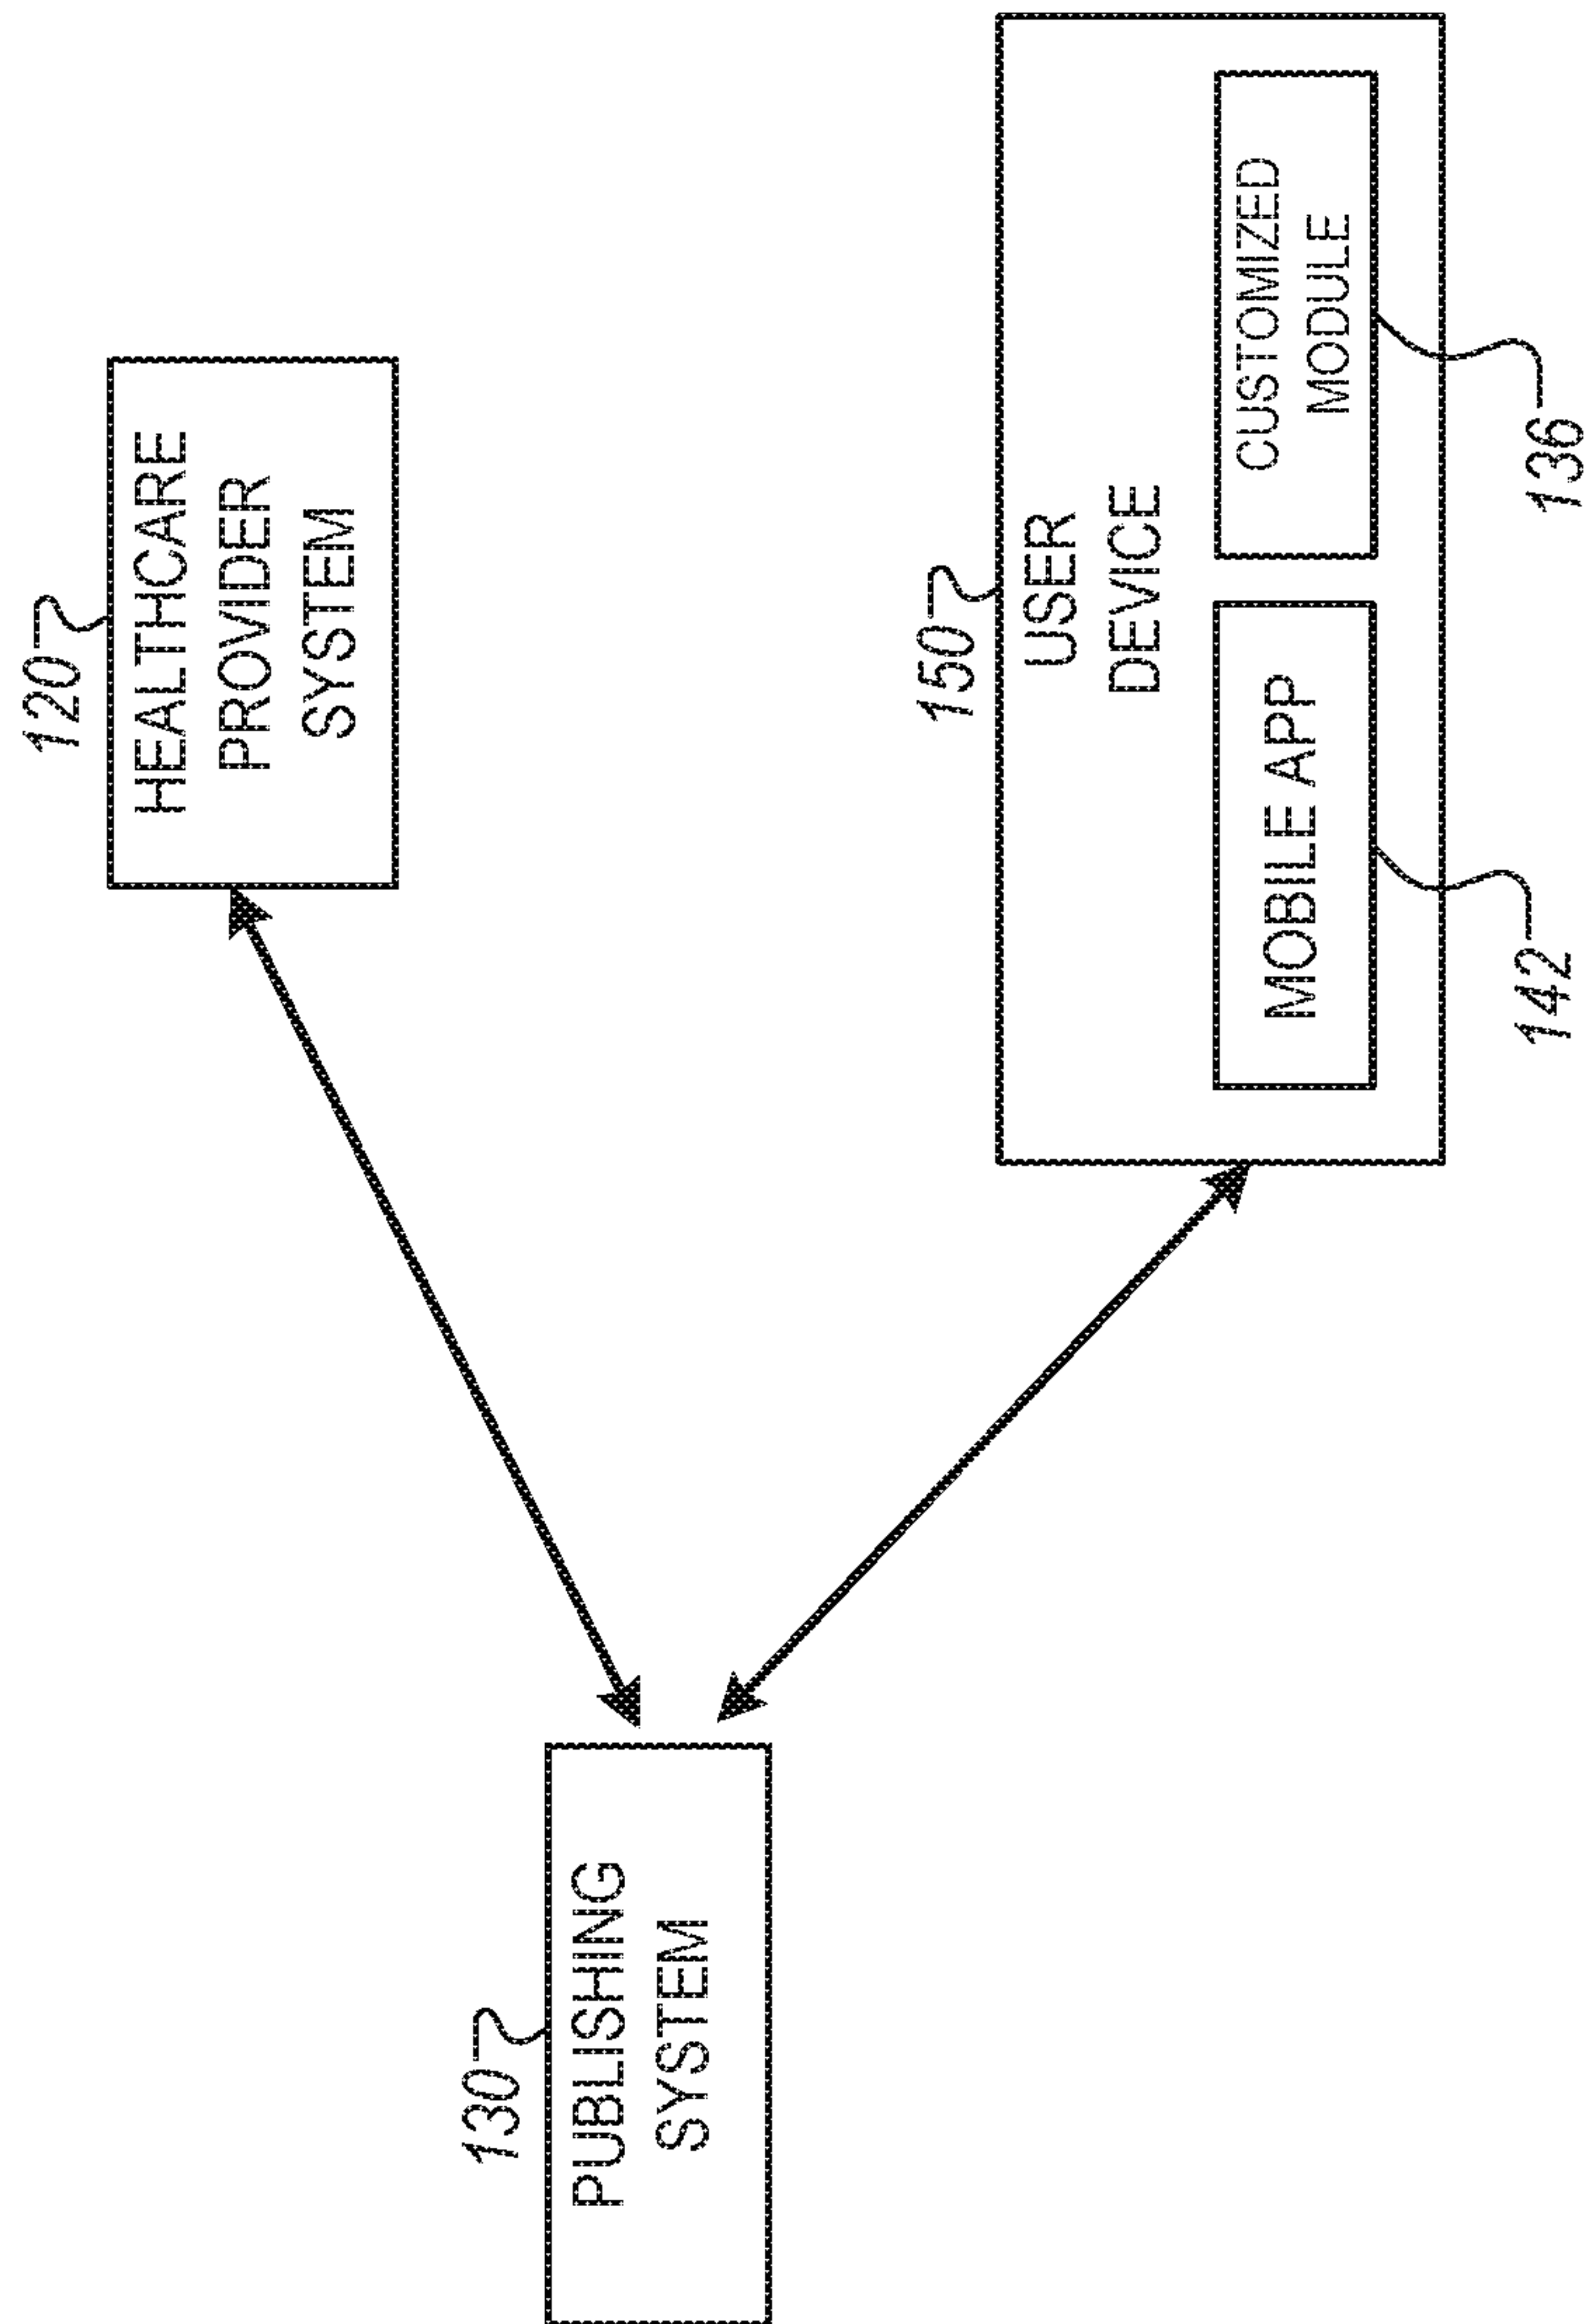 120
HEALTHCARE
PROVIDER
SYSTEM
130
PUBLISHING
SYSTEM
150
USER
DEVICE
MOBILE APP
CUSTOMIZED
MODULE
142
136